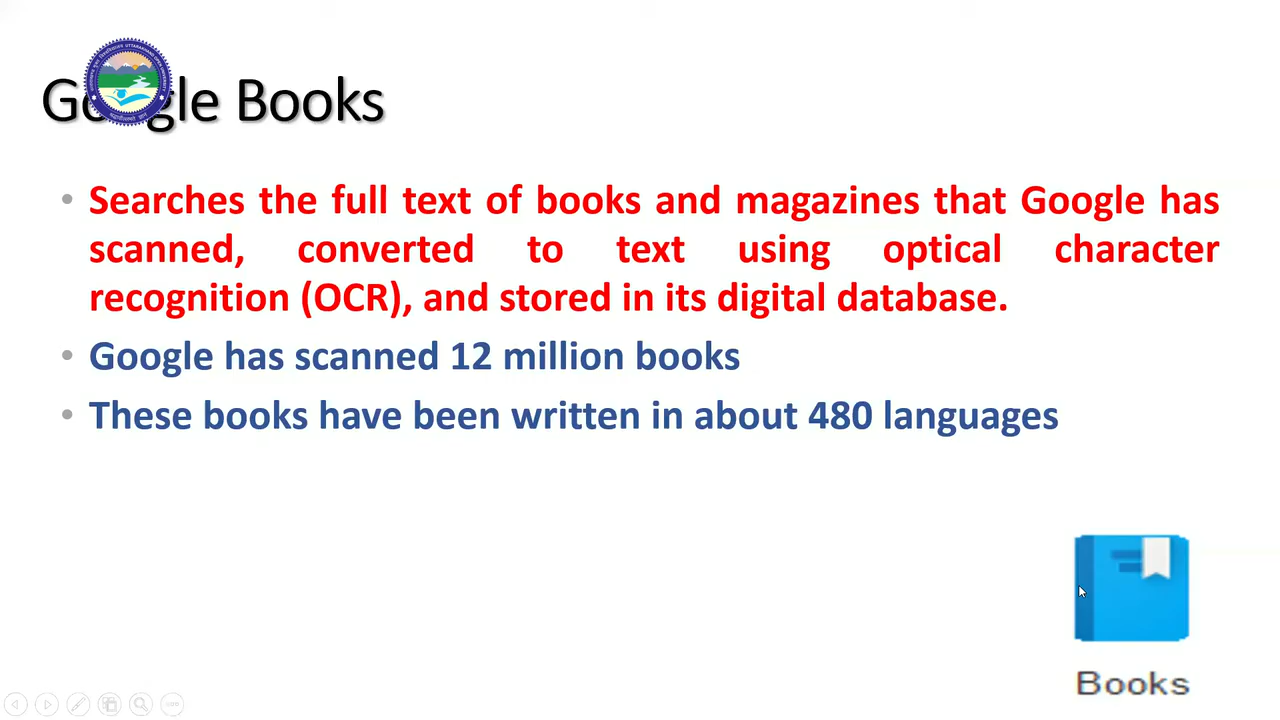 Google Books
• Searches the full text of books and magazines that Google has
scanned, converted to text using optical character
recognition (OCR), and stored in its digital database.
• Google has scanned 12 million books
• These books have been written in about 480 languages
Books